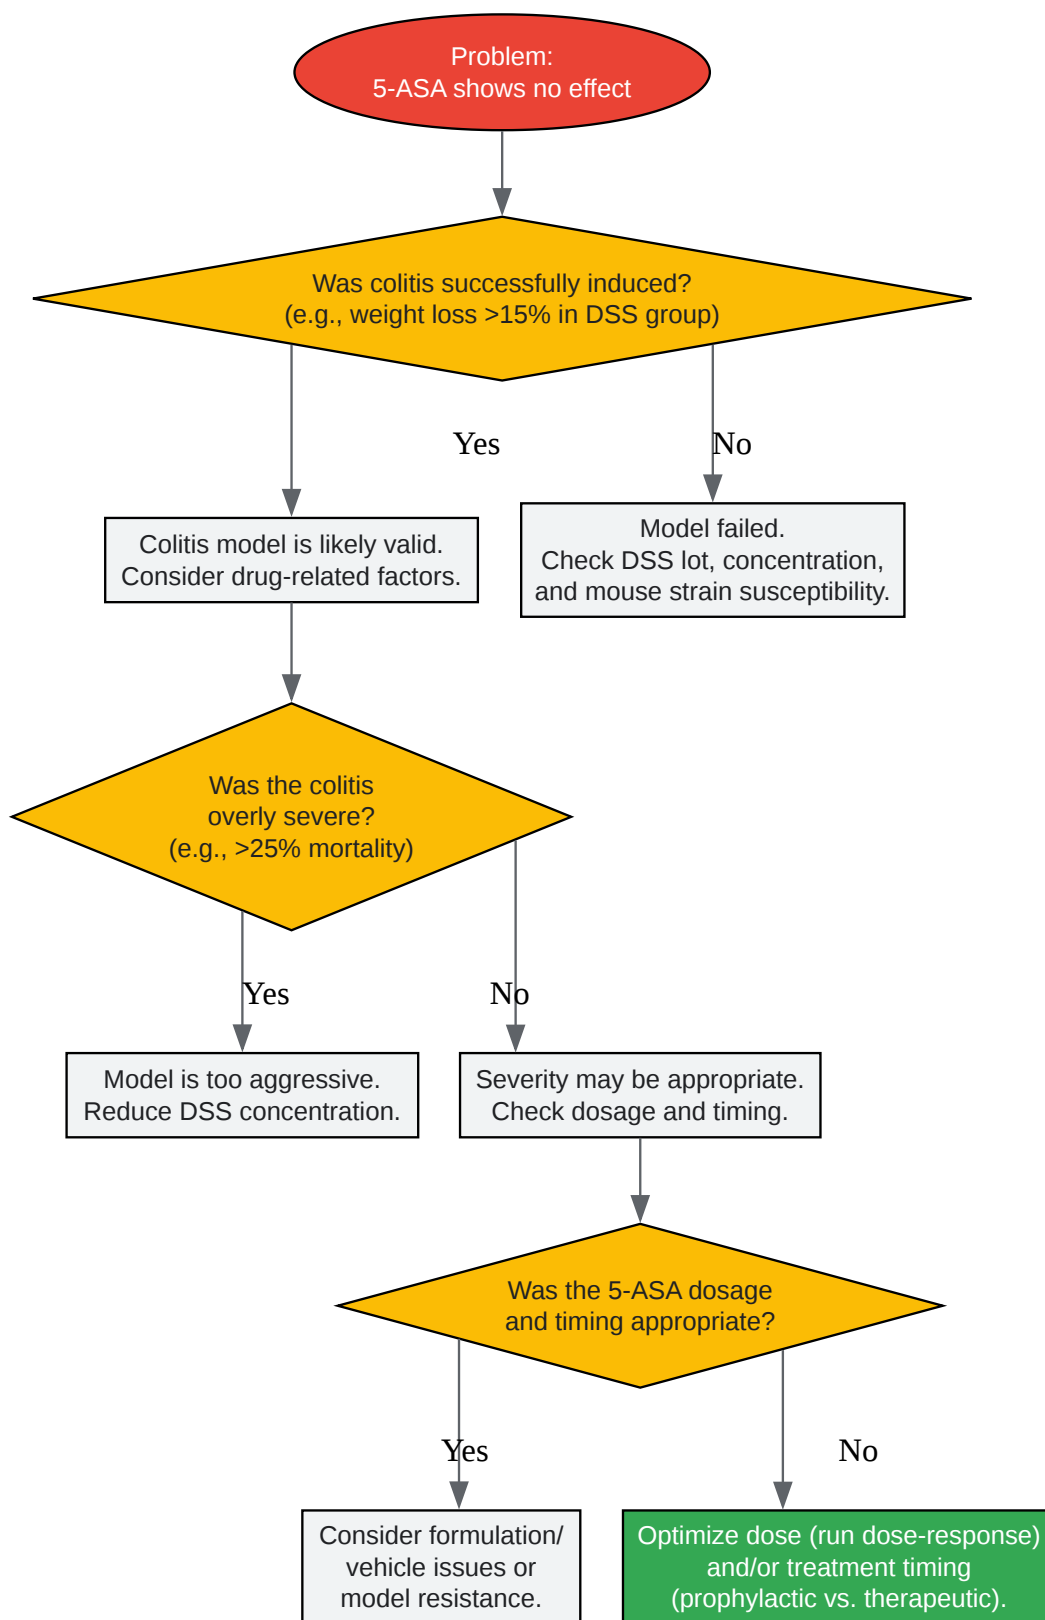 Problem:
5-ASA shows no effect
Was colitis successfully induced?
(e.g., weight loss >15% in DSS group)
Yes
No
Colitis model is likely valid.
Consider drug-related factors.
Model failed.
Check DSS lot, concentration,
and mouse strain susceptibility.
Was the colitis
overly severe?
(e.g., >25% mortality)
Yes
No
Model is too aggressive.
Reduce DSS concentration.
Severity may be appropriate.
Check dosage and timing.
Was the 5-ASA dosage
and timing appropriate?
Yes
No
Consider formulation/
vehicle issues or
model resistance.
Optimize dose (run dose-response)
and/or treatment timing
(prophylactic vs. therapeutic).